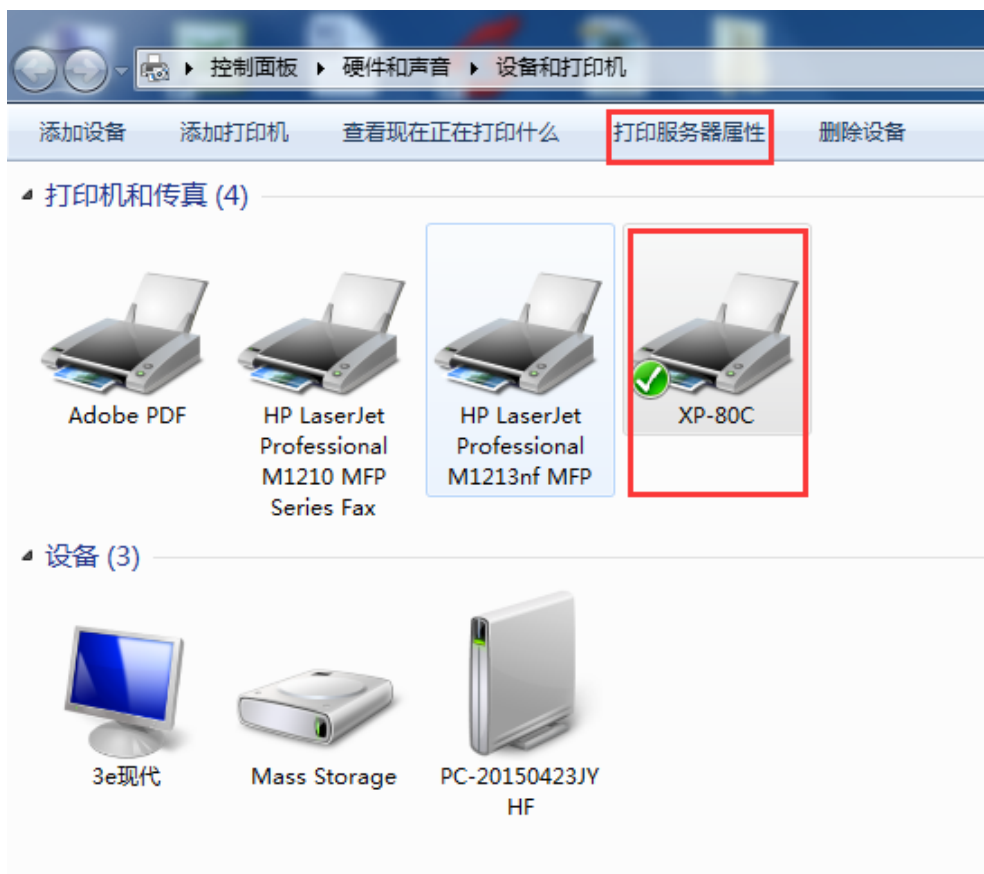 控制面板 硬件和声音 设备和打印机
添加设备 添加打印机 查看现在正在打印什么 打印服务器属性 删除设备
打印机和传真 (4)
Adobe PDF
HP LaserJet
Professional
M1210 MFP
Series Fax
HP LaserJet
Professional
M1213nf MFP
XP-80C
设备 (3)
3e现代
Mass Storage
PC-20150423JY
HF